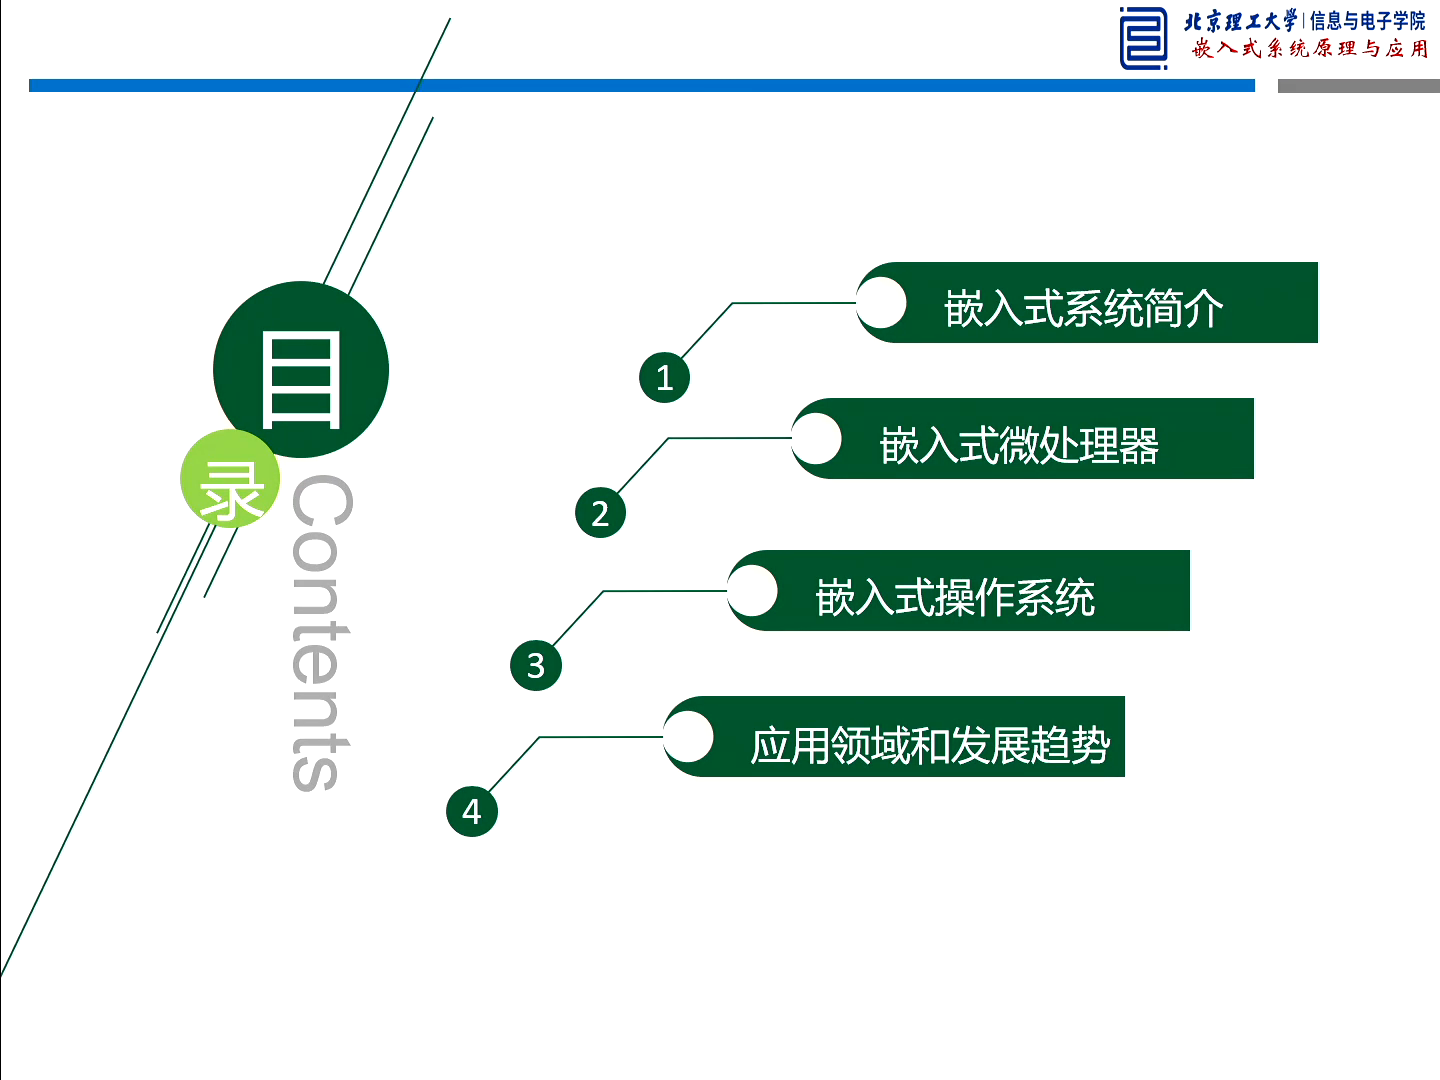 北京理工大学 | 信息与电子学院
嵌入式系统原理与应用
目
录
Contents
1
嵌入式系统简介
2
嵌入式微处理器
3
嵌入式操作系统
4
应用领域和发展趋势